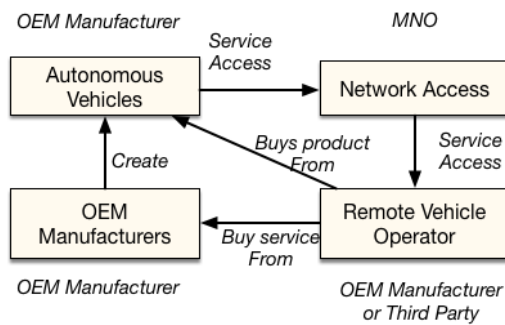 OEM Manufacturer
MNO
Service
Access
Autonomous
Vehicles
Network Access
Buys product
From
Service
Access
Create
OEM
Manufacturers
Remote Vehicle
Operator
Buy service
From
OEM Manufacturer
OEM Manufacturer
or Third Party